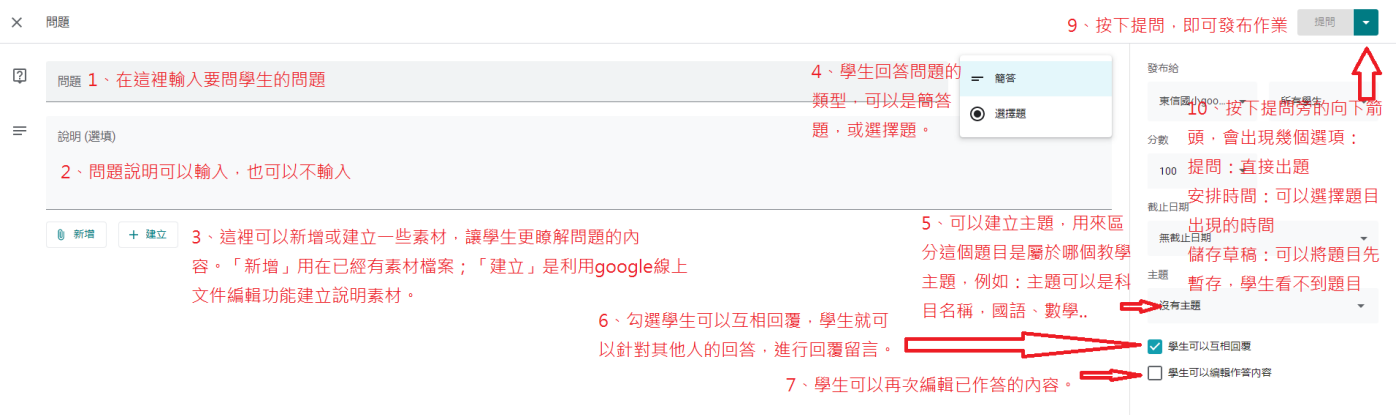 問題
9、按下提問，即可發布作業
提問
問題
1、在這裡輸入要問學生的問題
4、學生回答問題的
類型，可以是簡答
題，或選擇題。
簡答
選擇題
說明 (選填)
2、問題說明可以輸入，也可以不輸入
新增
建立
3、這裡可以新增或建立一些素材，讓學生更瞭解問題的內
容。「新增」用在已經有素材檔案；「建立」是利用google線上
文件編輯功能建立說明素材。
5、可以建立主題，用來區
分這個題目是屬於哪個教學
主題，例如：主題可以是科
目名稱，國語、數學..
6、勾選學生可以互相回覆，學生就可
以針對其他人的回答，進行回覆留言。
7、學生可以再次編輯已作答的內容。
發布給
東信國小goo...
所有學生
10、按下提問旁的向下箭
頭，會出現幾個選項：
提問：直接出題
安排時間：可以選擇題目
出現的時間
儲存草稿：可以將題目先
暫存，學生看不到題目
分數
100
截止日期
無截止日期
主題
沒有主題
學生可以互相回覆
學生可以編輯作答內容